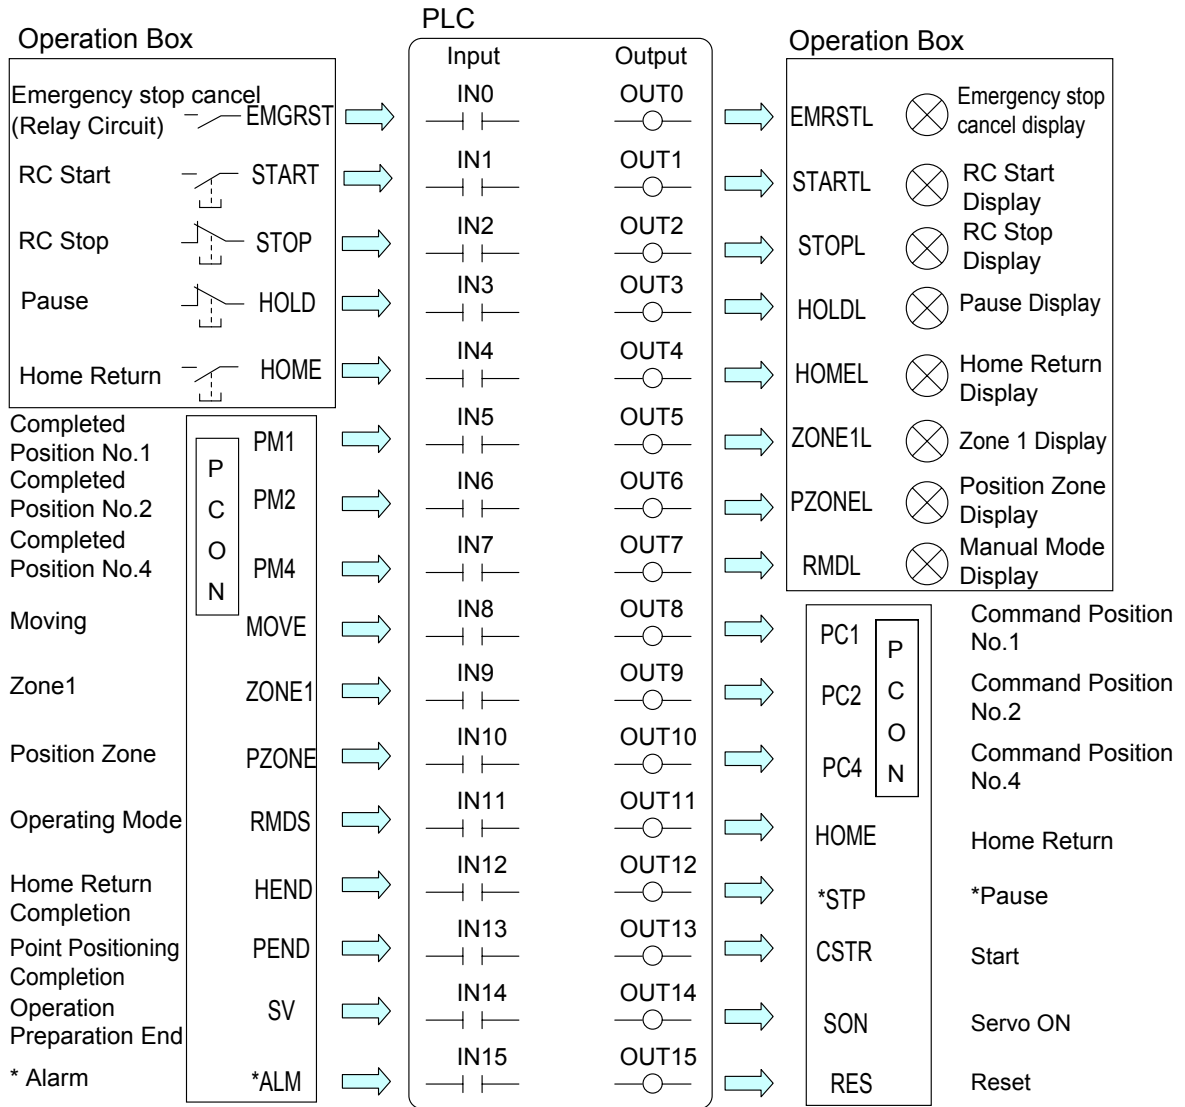 PLC
Operation Box
Operation Box
Input Output
Emergency stop cancel
(Relay Circuit)
EMGRST
IN0
OUT0
EMRSTL
Emergency stop
cancel display
RC Start
START
IN1
OUT1
STARTL
RC Start
Display
RC Stop
STOP
IN2
OUT2
STOPL
RC Stop
Display
Pause
HOLD
IN3
OUT3
HOLDL
Pause Display
Home Return
HOME
IN4
OUT4
HOMEL
Home Return
Display
Completed
Position No.1
PM1
IN5
OUT5
ZONE1L
Zone 1 Display
Completed
Position No.2
PM2
IN6
OUT6
PZONEL
Position Zone
Display
Completed
Position No.4
PM4
IN7
OUT7
RMDL
Manual Mode
Display
P
C
O
N
Moving
MOVE
IN8
OUT8
PC1
Command Position
No.1
Zone1
ZONE1
IN9
OUT9
PC2
Command Position
No.2
Position Zone
PZONE
IN10
OUT10
PC4
Command Position
No.4
P
C
O
N
Operating Mode
RMDS
IN11
OUT11
HOME
Home Return
Home Return
Completion
HEND
IN12
OUT12
*STP
*Pause
Point Positioning
Completion
PEND
IN13
OUT13
CSTR
Start
Operation
Preparation End
SV
IN14
OUT14
SON
Servo ON
* Alarm
*ALM
IN15
OUT15
RES
Reset